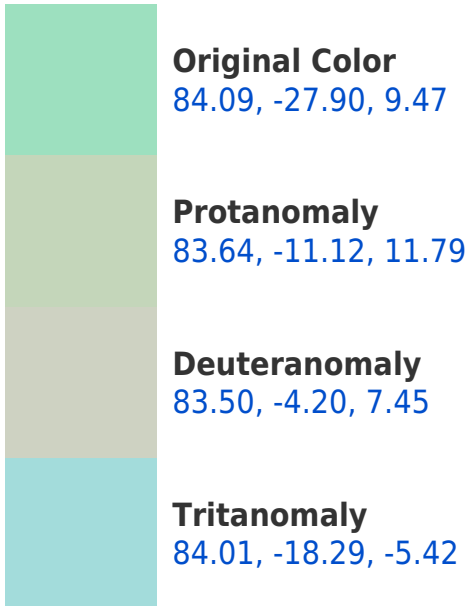 Original Color
84.09, -27.90, 9.47
Protanomaly
83.64, -11.12, 11.79
Deuteranomaly
83.50, -4.20, 7.45
Tritanomaly
84.01, -18.29, -5.42